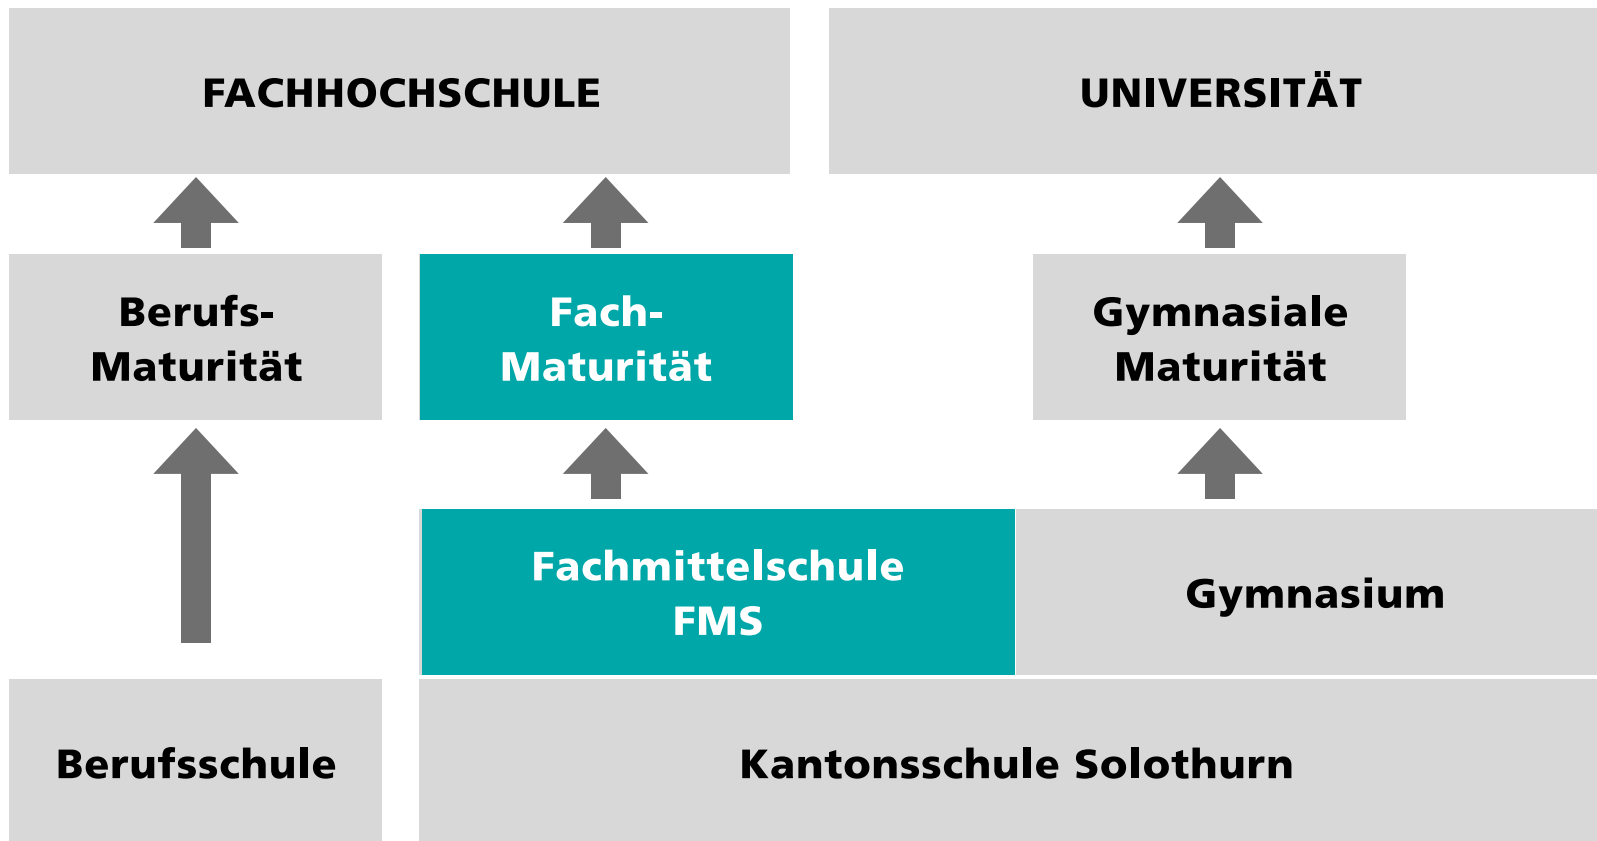 FACHHOCHSCHULE
UNIVERSITÄT
Berufs-
Maturität
Fach-
Maturität
Gymnasiale
Maturität
Fachmittelschule
FMS
Gymnasium
Berufsschule
Kantonsschule Solothurn